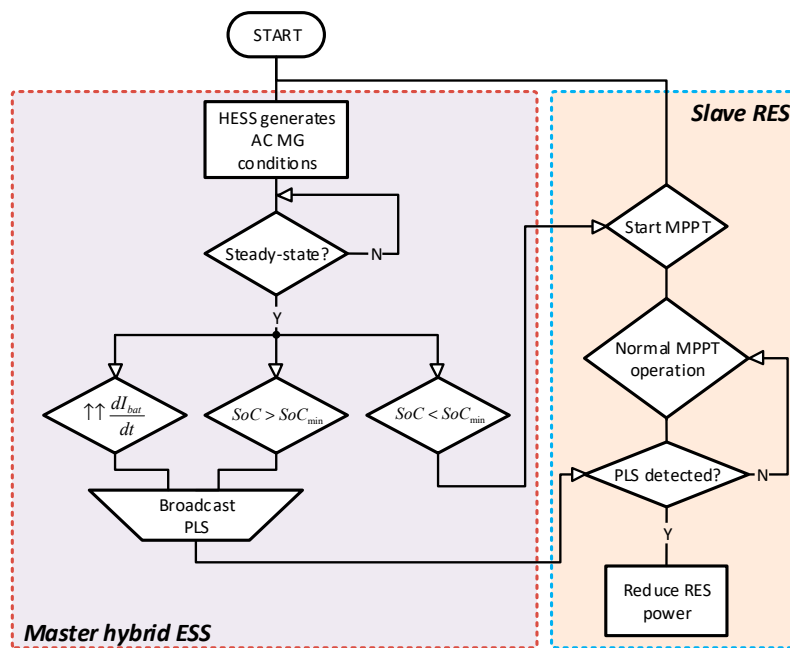 START
HESS generates
AC MG
conditions
Slave RES
Steady-state?
N
Start MPPT
Y
Normal MPPT
operation
↑↑ dI_bat/dt
SoC > SoC_min
SoC < SoC_min
PLS detected?
N
Broadcast
PLS
Y
Reduce RES
power
Master hybrid ESS